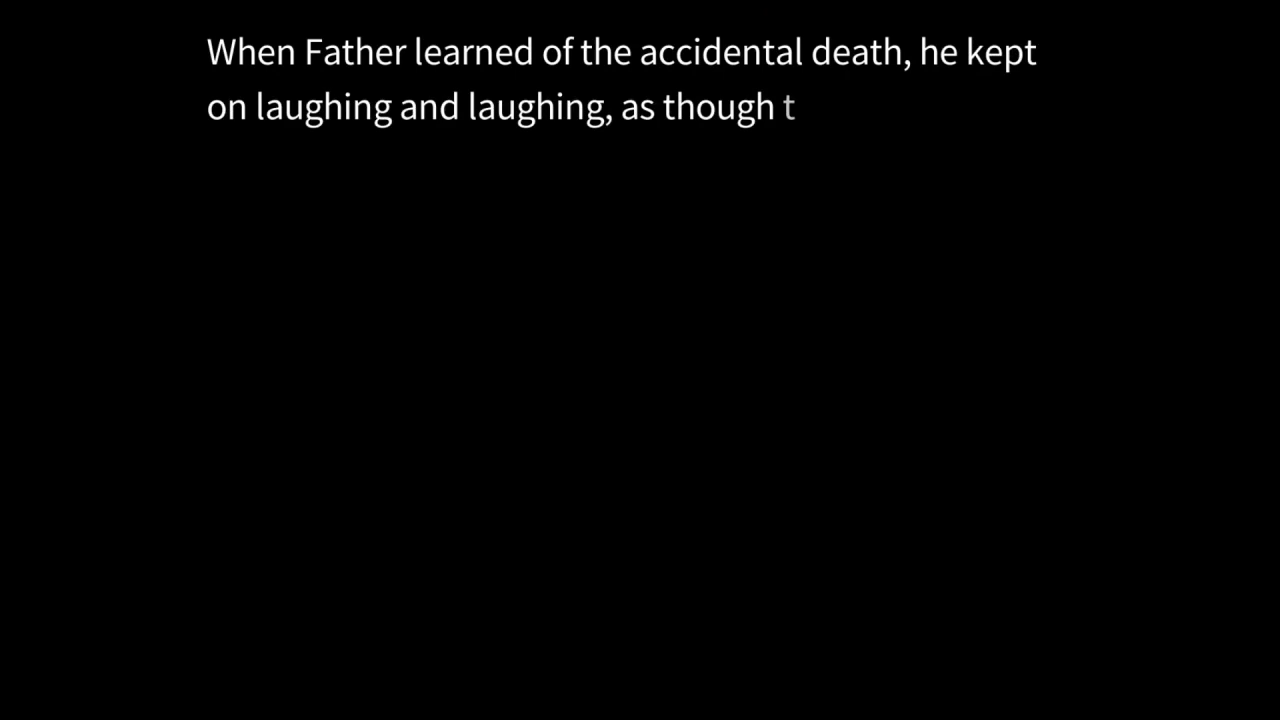 When Father learned of the accidental death, he kept
on laughing and laughing, as though t